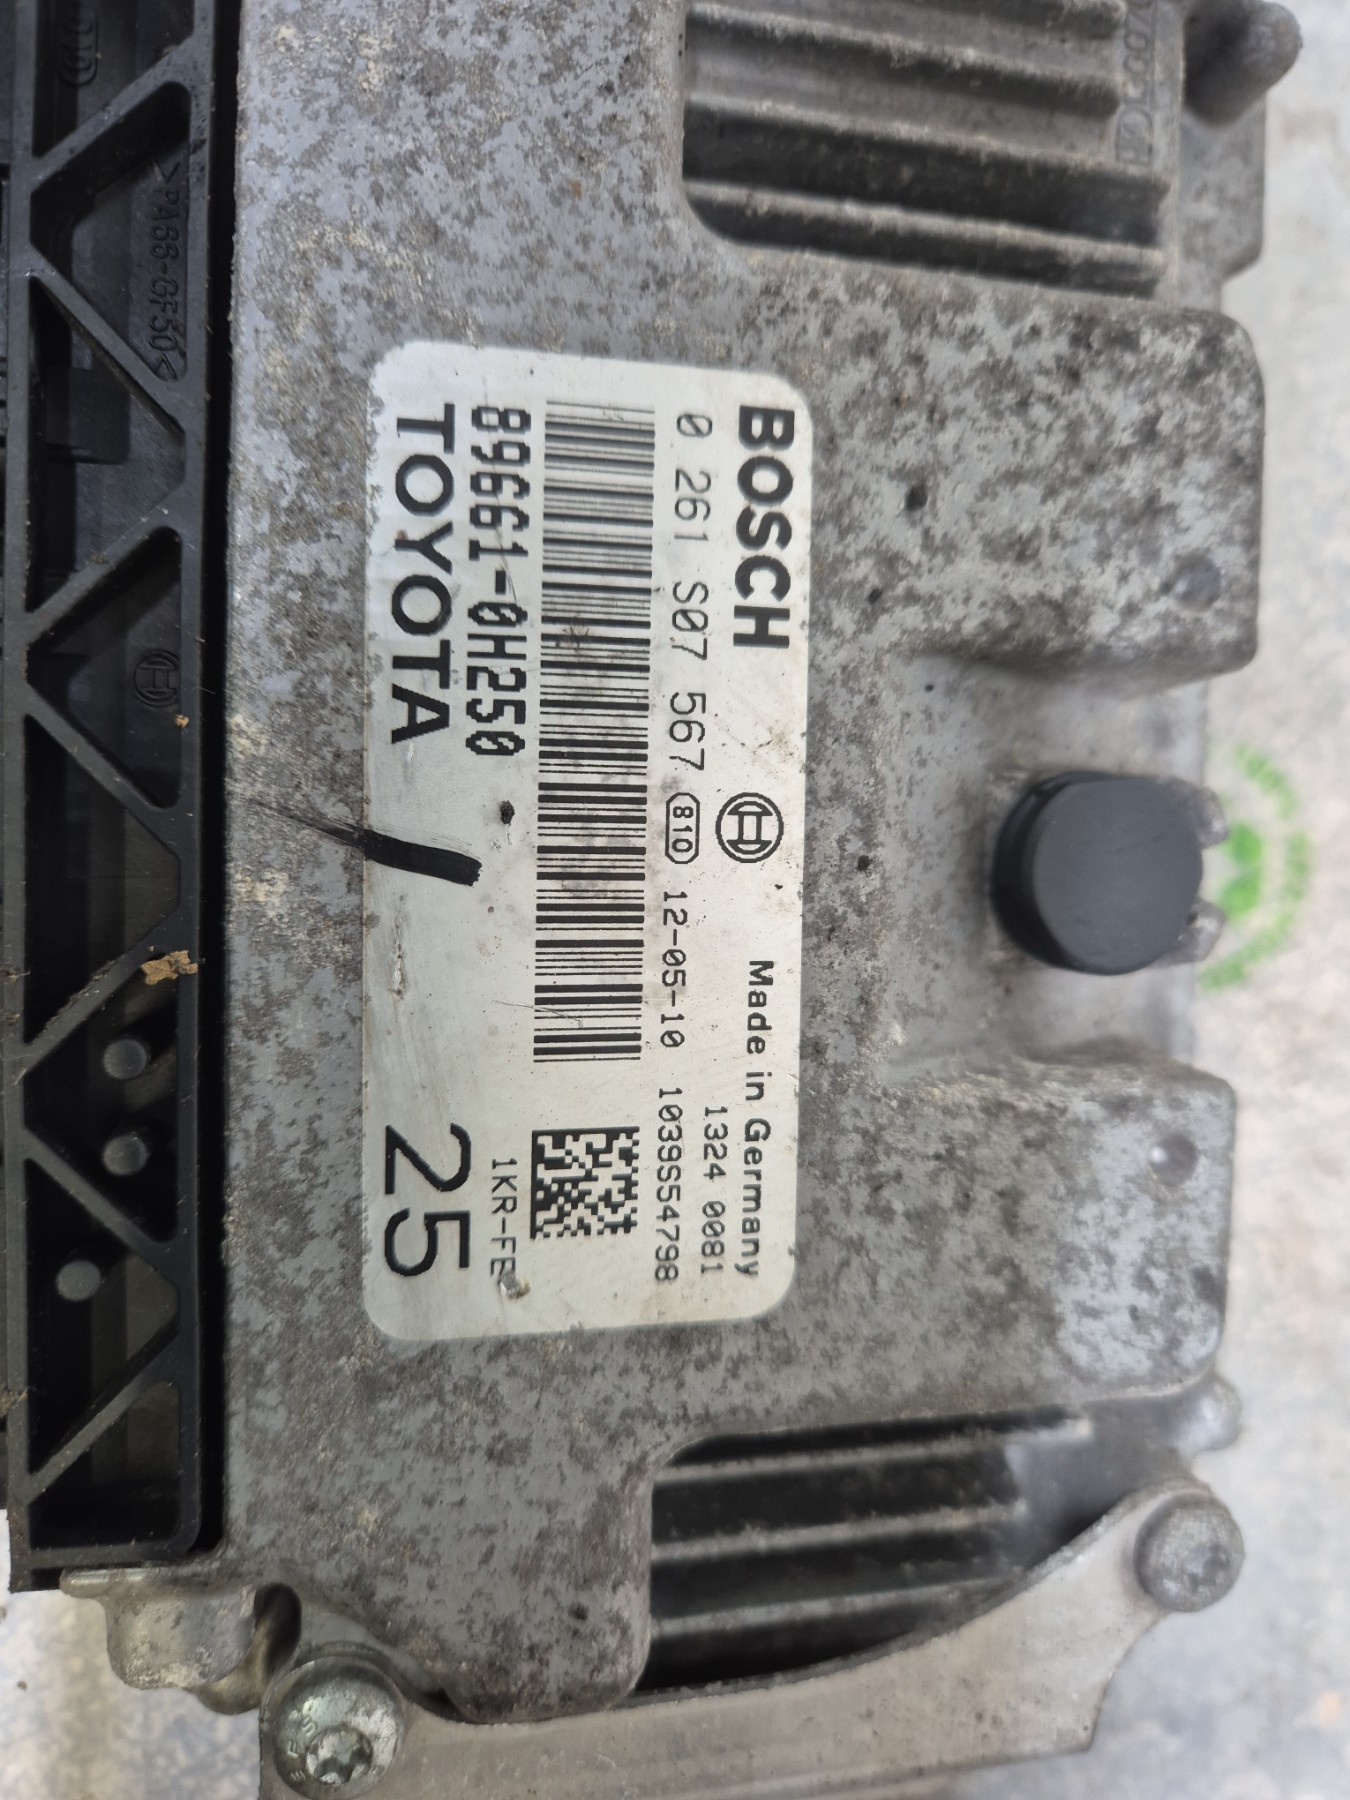 BOSCH
Made in Germany
1324 0081
0 261 S07 567 810 12-05-10 1039S54798
89661-0H250
1KR-FE
TOYOTA
25
>PA66-GF50<